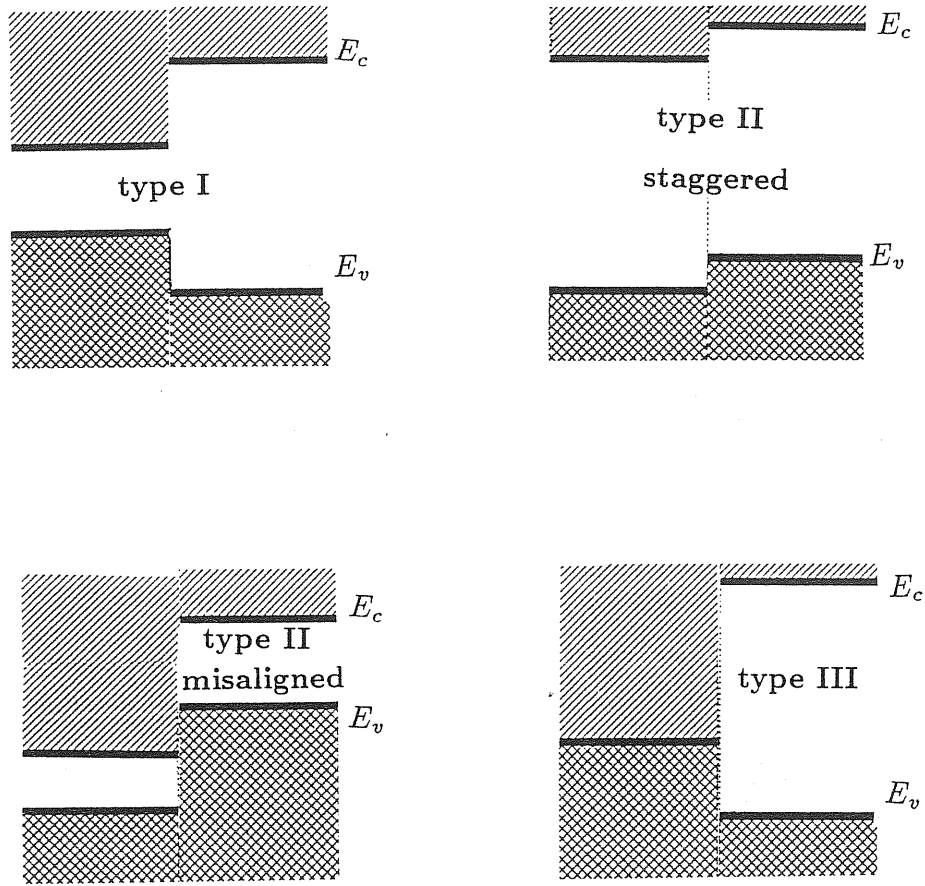 E_c
type I
E_v
E_c
type II
staggered
E_v
E_c
type II
misaligned
E_v
E_c
type III
E_v